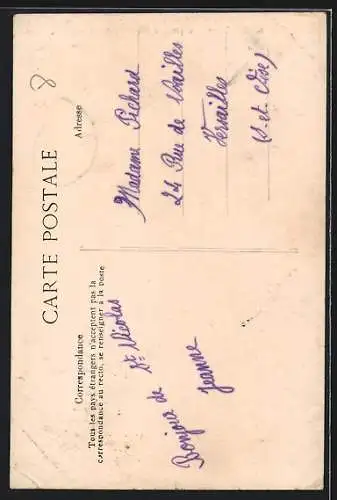 8
CARTE POSTALE
Correspondance
Tous les pays étrangers n'acceptent pas la
correspondance au recto, se renseigner à la poste
Bonjour de St Nicolas
Jeanne
Adresse
Madame Pichard
24 Rue de
Versailles
(S. et Oise)